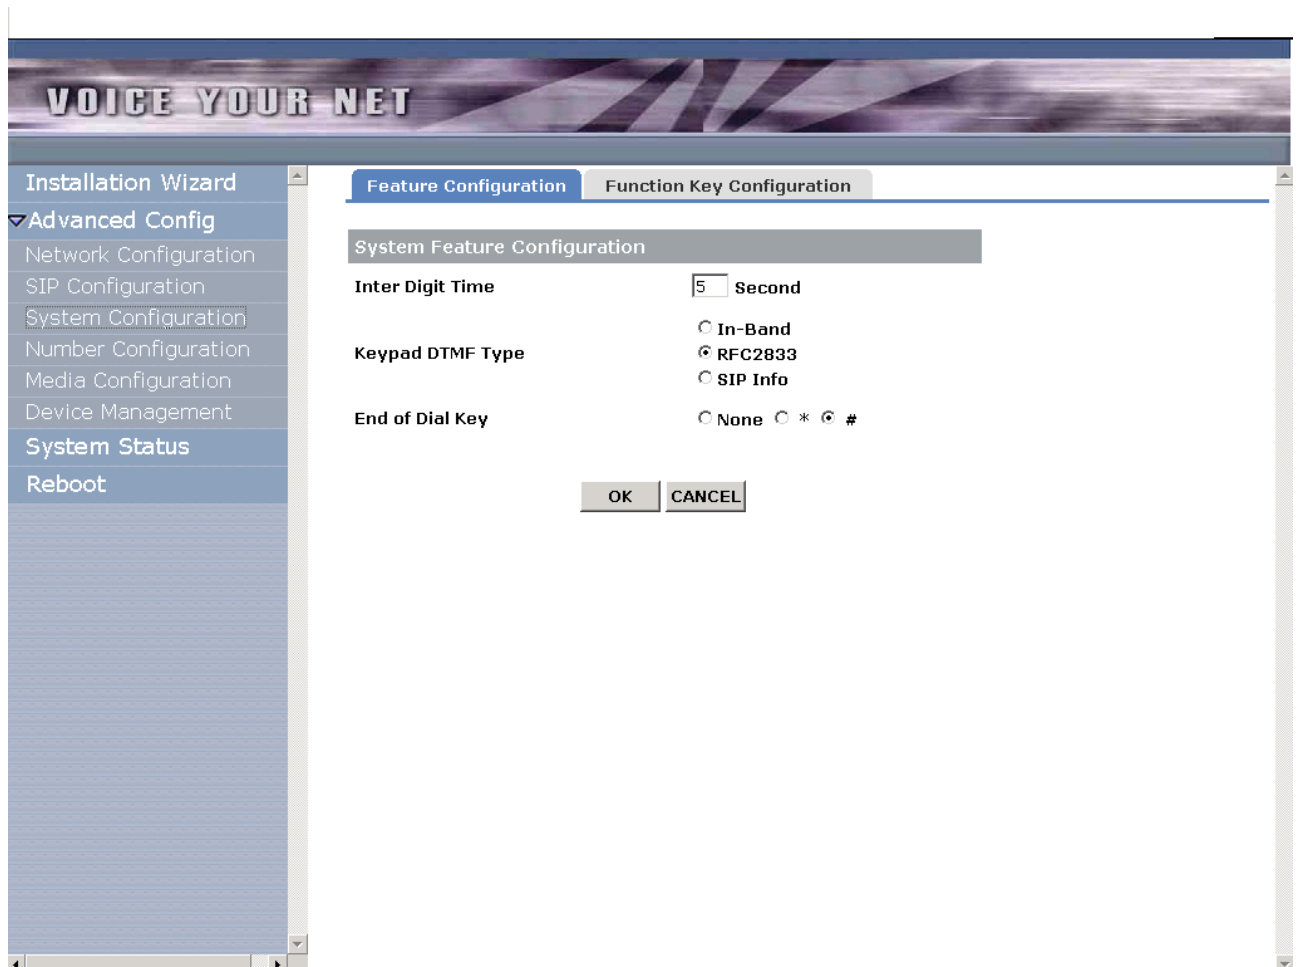 VOICE YOUR NET
Installation Wizard
Advanced Config
Network Configuration
SIP Configuration
System Configuration
Number Configuration
Media Configuration
Device Management
System Status
Reboot
Feature Configuration
Function Key Configuration
System Feature Configuration
Inter Digit Time 5 Second
In-Band
Keypad DTMF Type RFC2833
SIP Info
End of Dial Key None * #
OK CANCEL